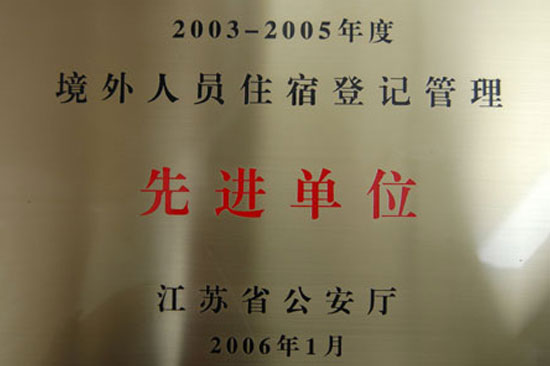 2003-2005年度
境外人员住宿登记管理
先进单位
江苏省公安厅
2006年1月